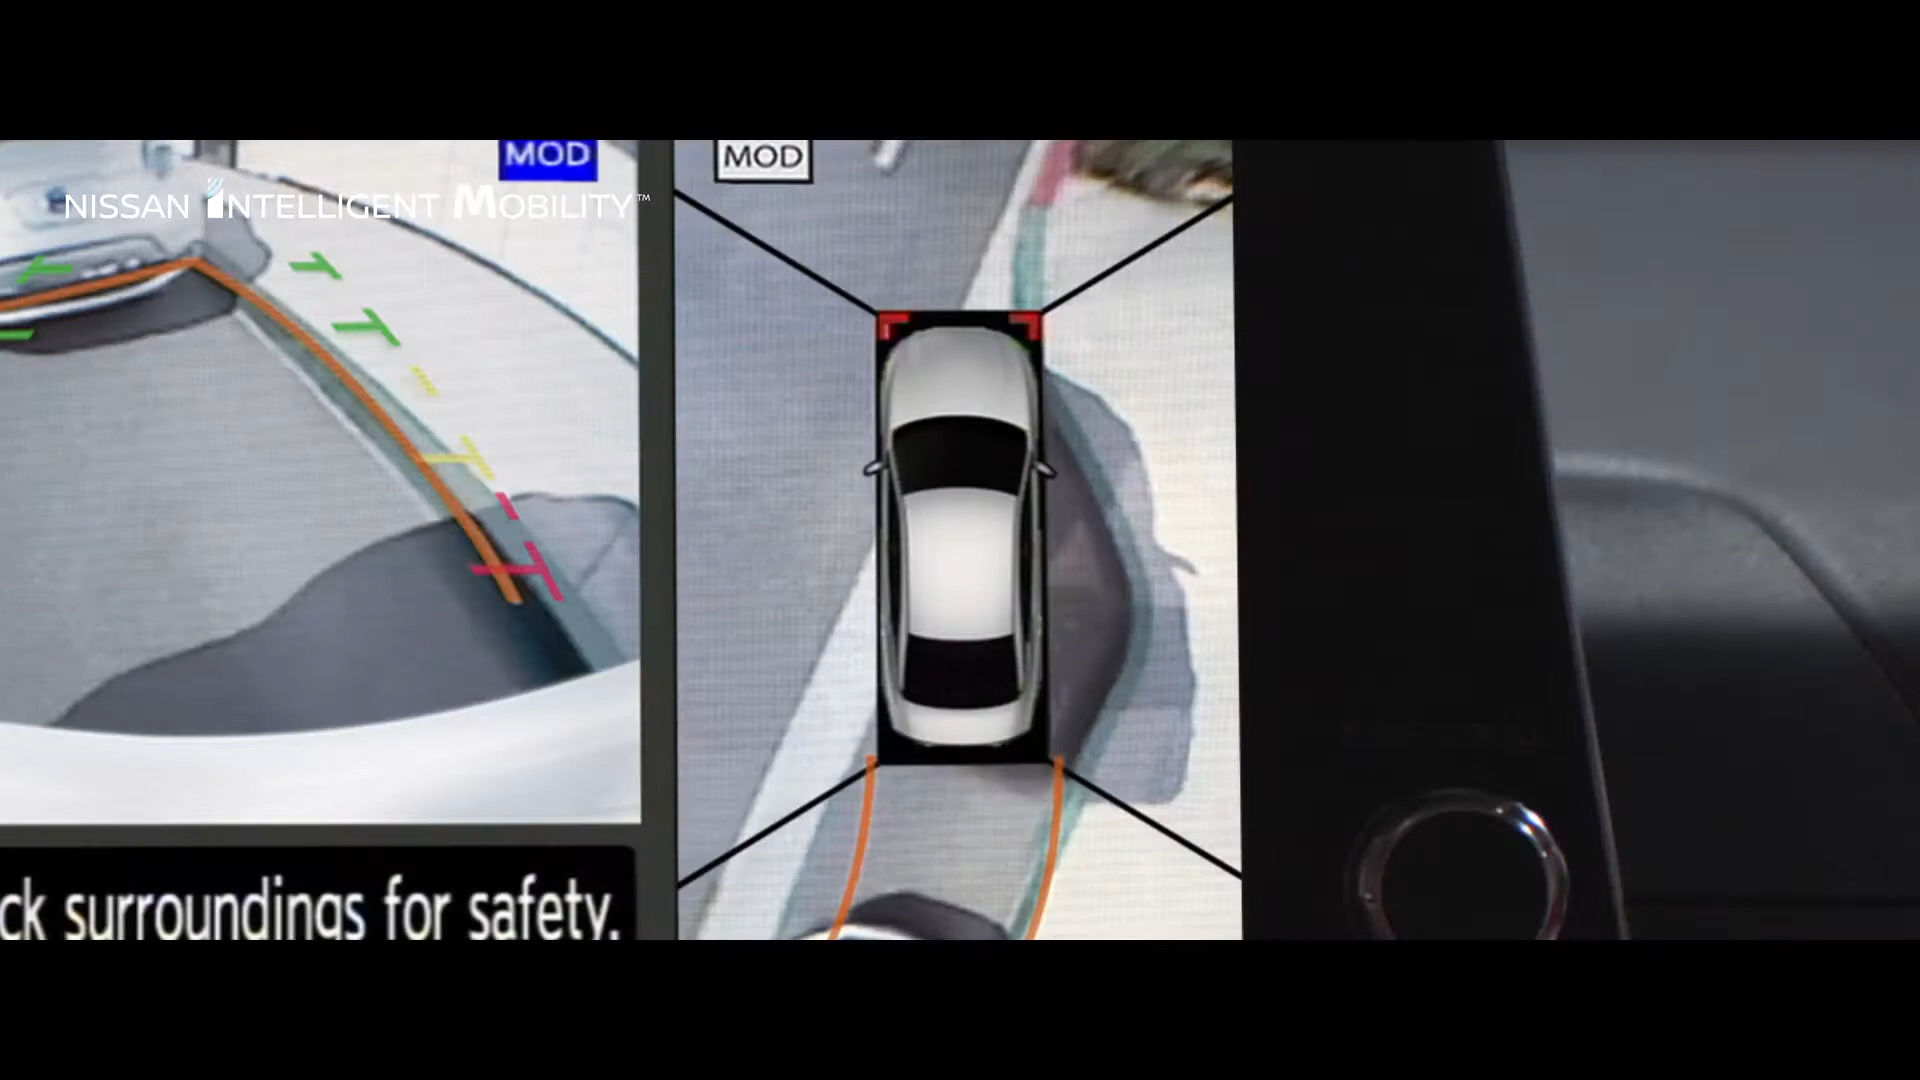 MOD
MOD
NISSAN INTELLIGENT MOBILITY™
ck surroundings for safety.